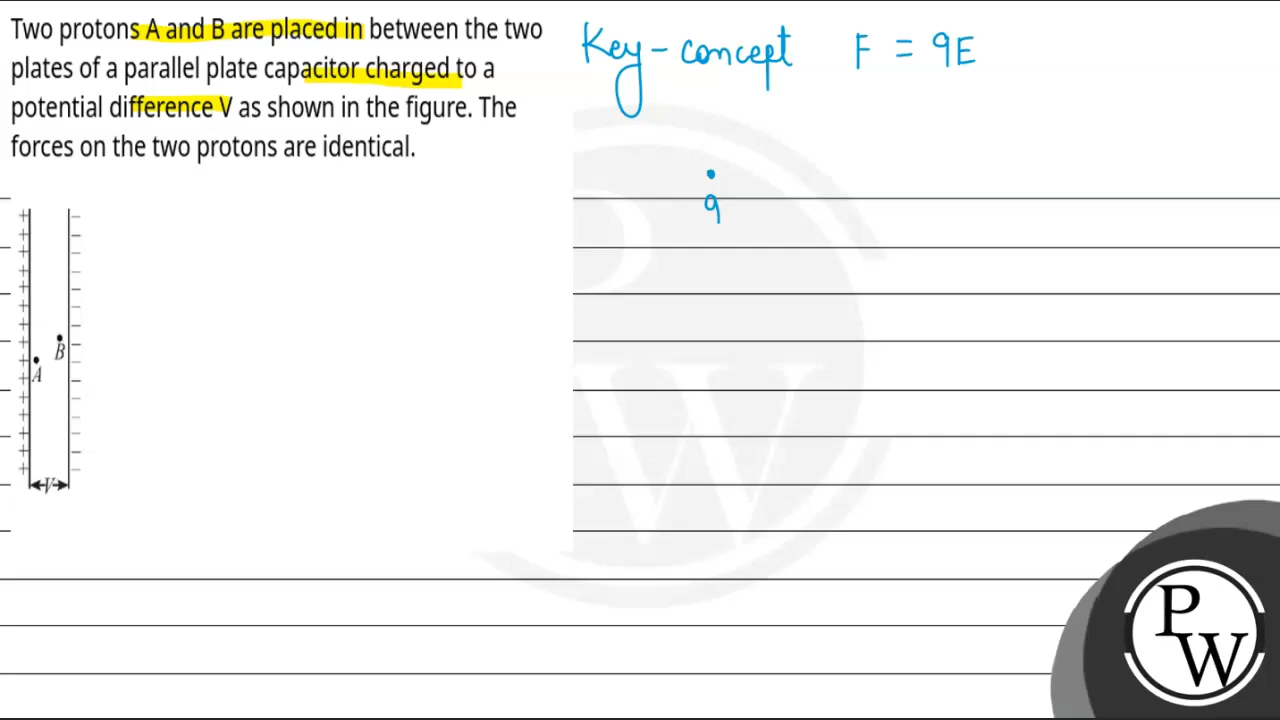 Two protons A and B are placed in between the two
plates of a parallel plate capacitor charged to a
potential difference V as shown in the figure. The
forces on the two protons are identical.
Key - concept F = qE
q
B
A
V
P
W